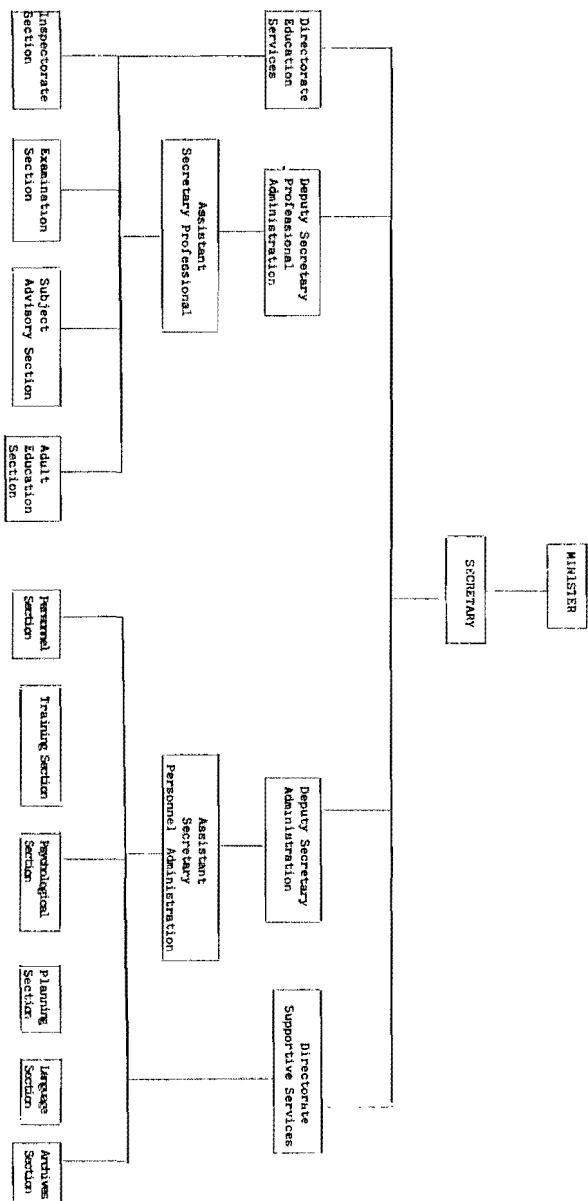 MINISTER
SECRETARY
Directorate
Education
Services
Deputy Secretary
Professional
Administration
Deputy Secretary
Administration
Directorate
Supportive Services
Assistant
Secretary Professional
Assistant
Secretary
Personnel Administration
Inspectorate
Section
Examination
Section
Subject
Advisory Section
Adult
Education
Section
Personnel
Section
Training Section
Psychological
Section
Planning
Section
Language
Section
Archives
Section